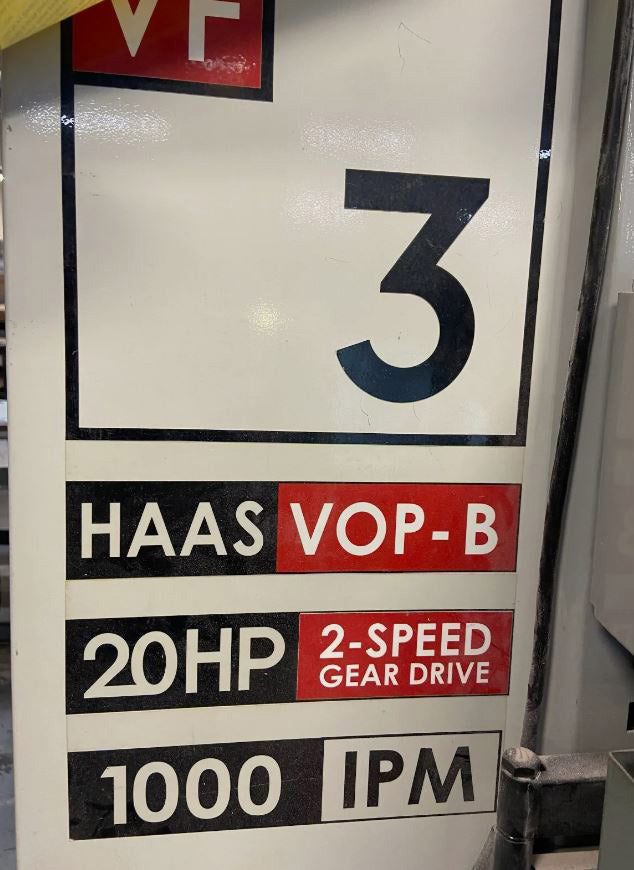 VF
3
HAAS VOP-B
20HP 2-SPEED
GEAR DRIVE
1000 IPM